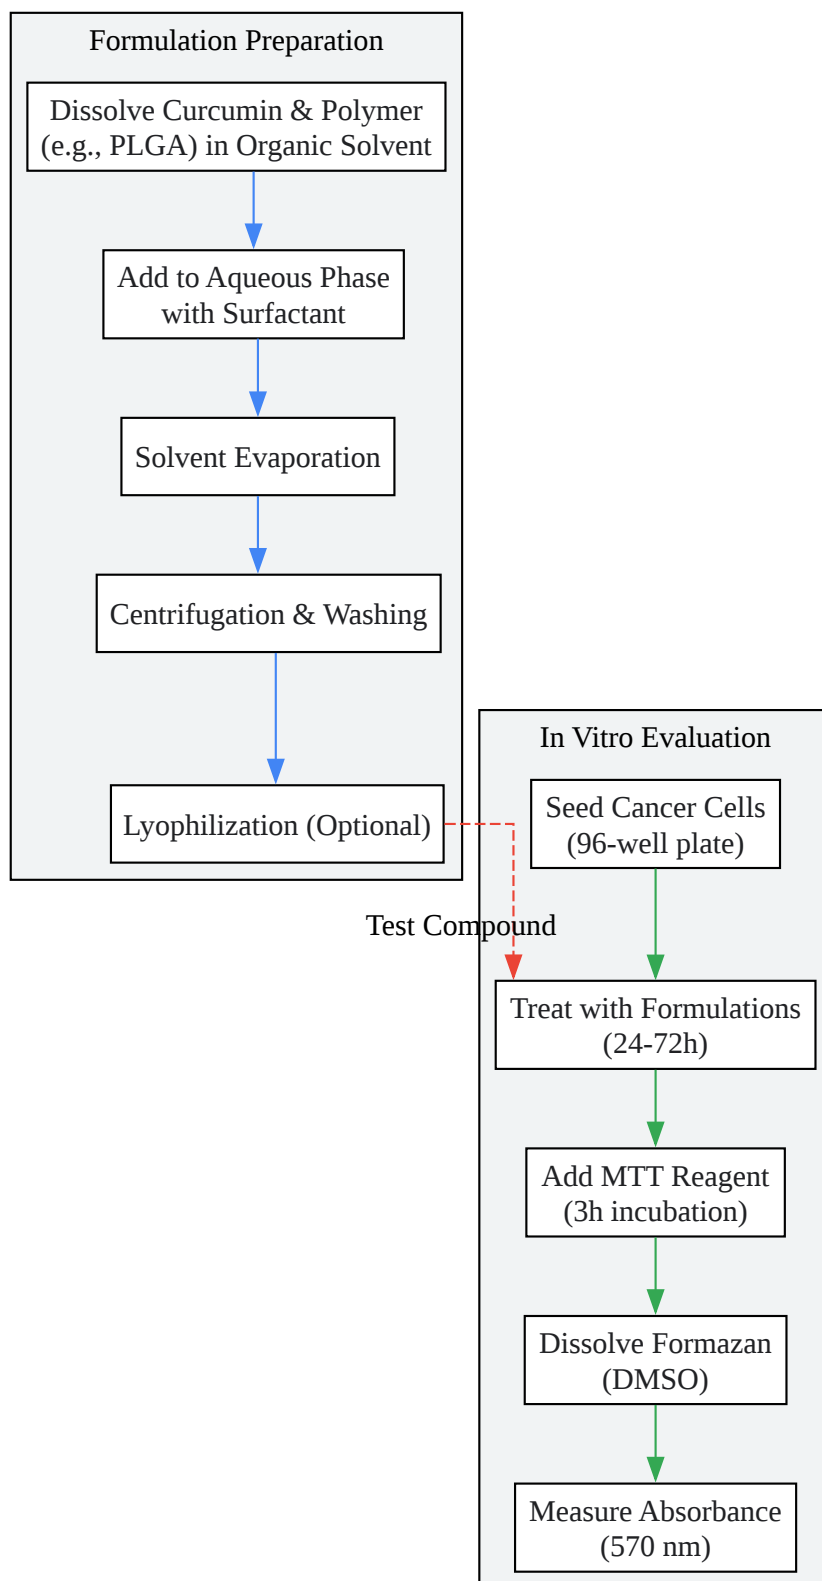 Formulation Preparation
Dissolve Curcumin & Polymer
(e.g., PLGA) in Organic Solvent
Add to Aqueous Phase
with Surfactant
Solvent Evaporation
Centrifugation & Washing
Lyophilization (Optional)
Test Compound
In Vitro Evaluation
Seed Cancer Cells
(96-well plate)
Treat with Formulations
(24-72h)
Add MTT Reagent
(3h incubation)
Dissolve Formazan
(DMSO)
Measure Absorbance
(570 nm)